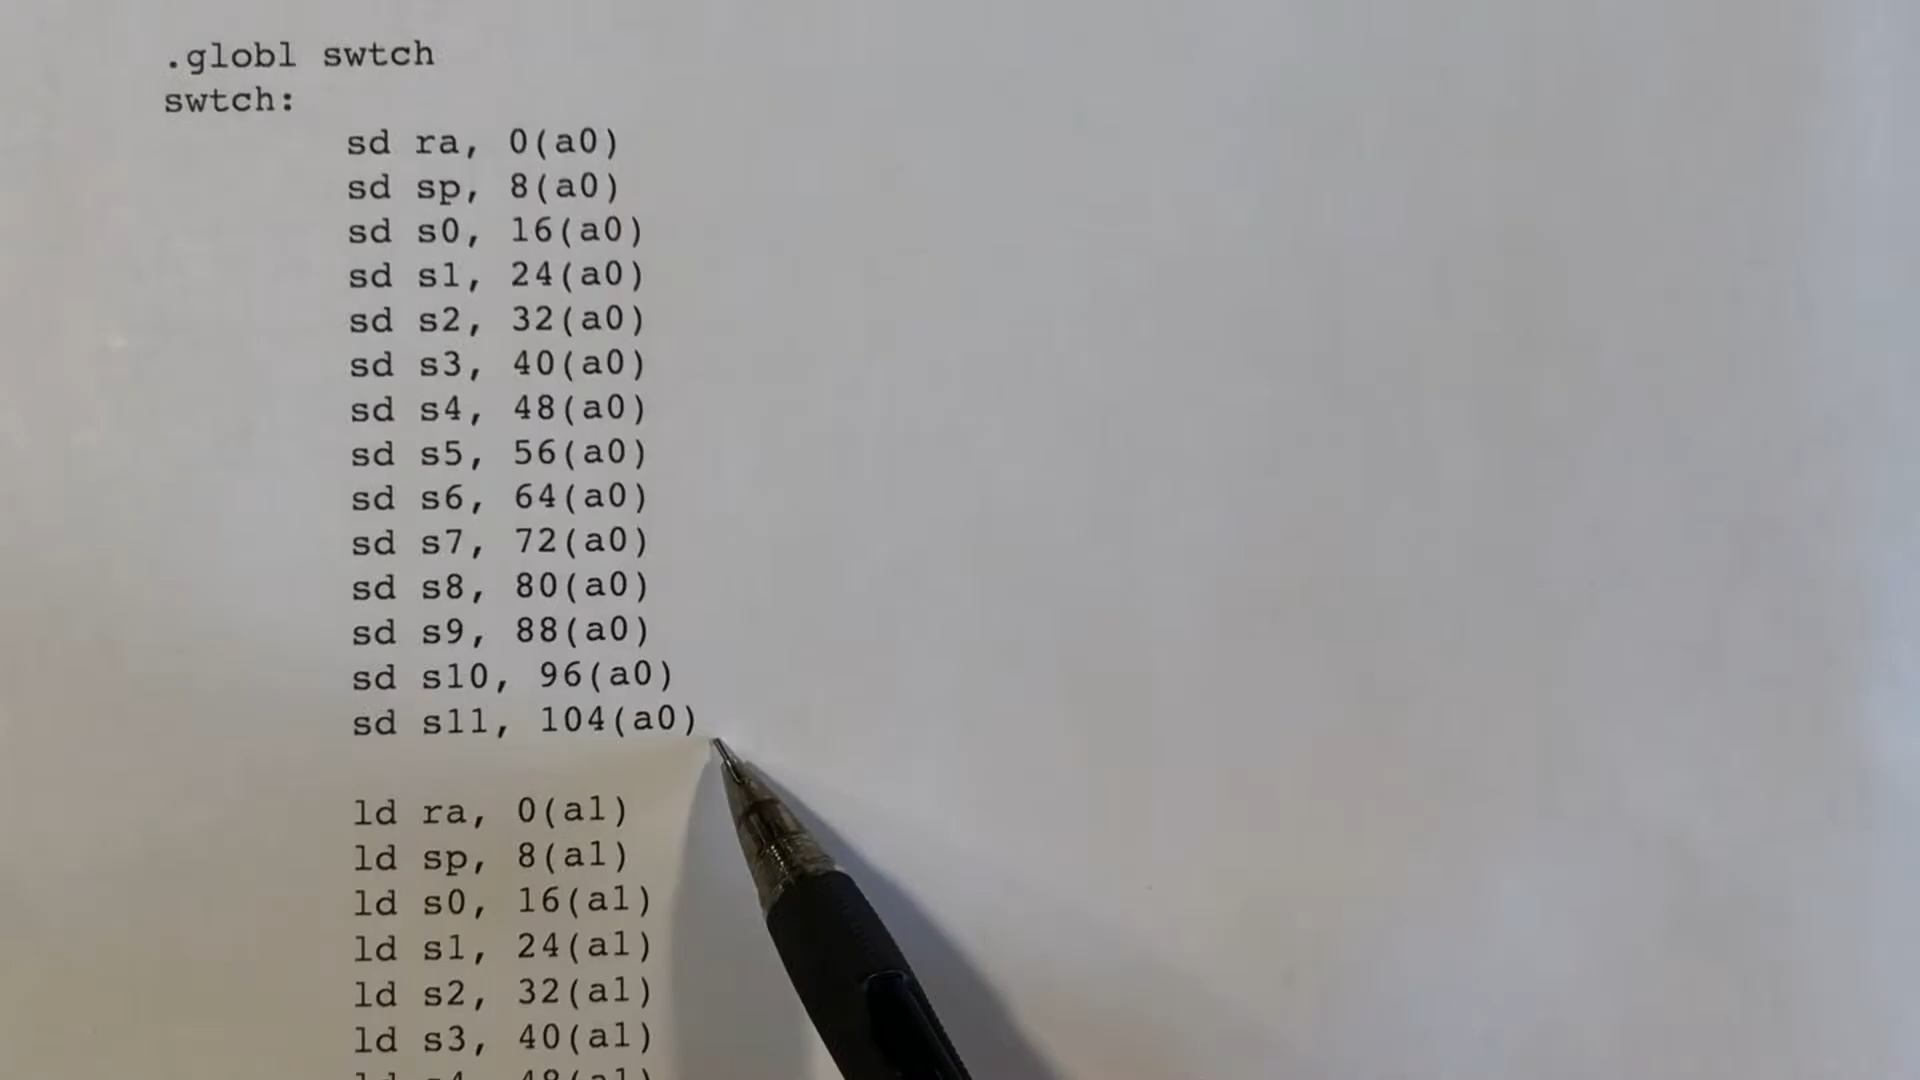 .globl swtch
swtch:
sd ra, 0(a0)
sd sp, 8(a0)
sd s0, 16(a0)
sd s1, 24(a0)
sd s2, 32(a0)
sd s3, 40(a0)
sd s4, 48(a0)
sd s5, 56(a0)
sd s6, 64(a0)
sd s7, 72(a0)
sd s8, 80(a0)
sd s9, 88(a0)
sd s10, 96(a0)
sd s11, 104(a0)
ld ra, 0(a1)
ld sp, 8(a1)
ld s0, 16(a1)
ld s1, 24(a1)
ld s2, 32(a1)
ld s3, 40(a1)